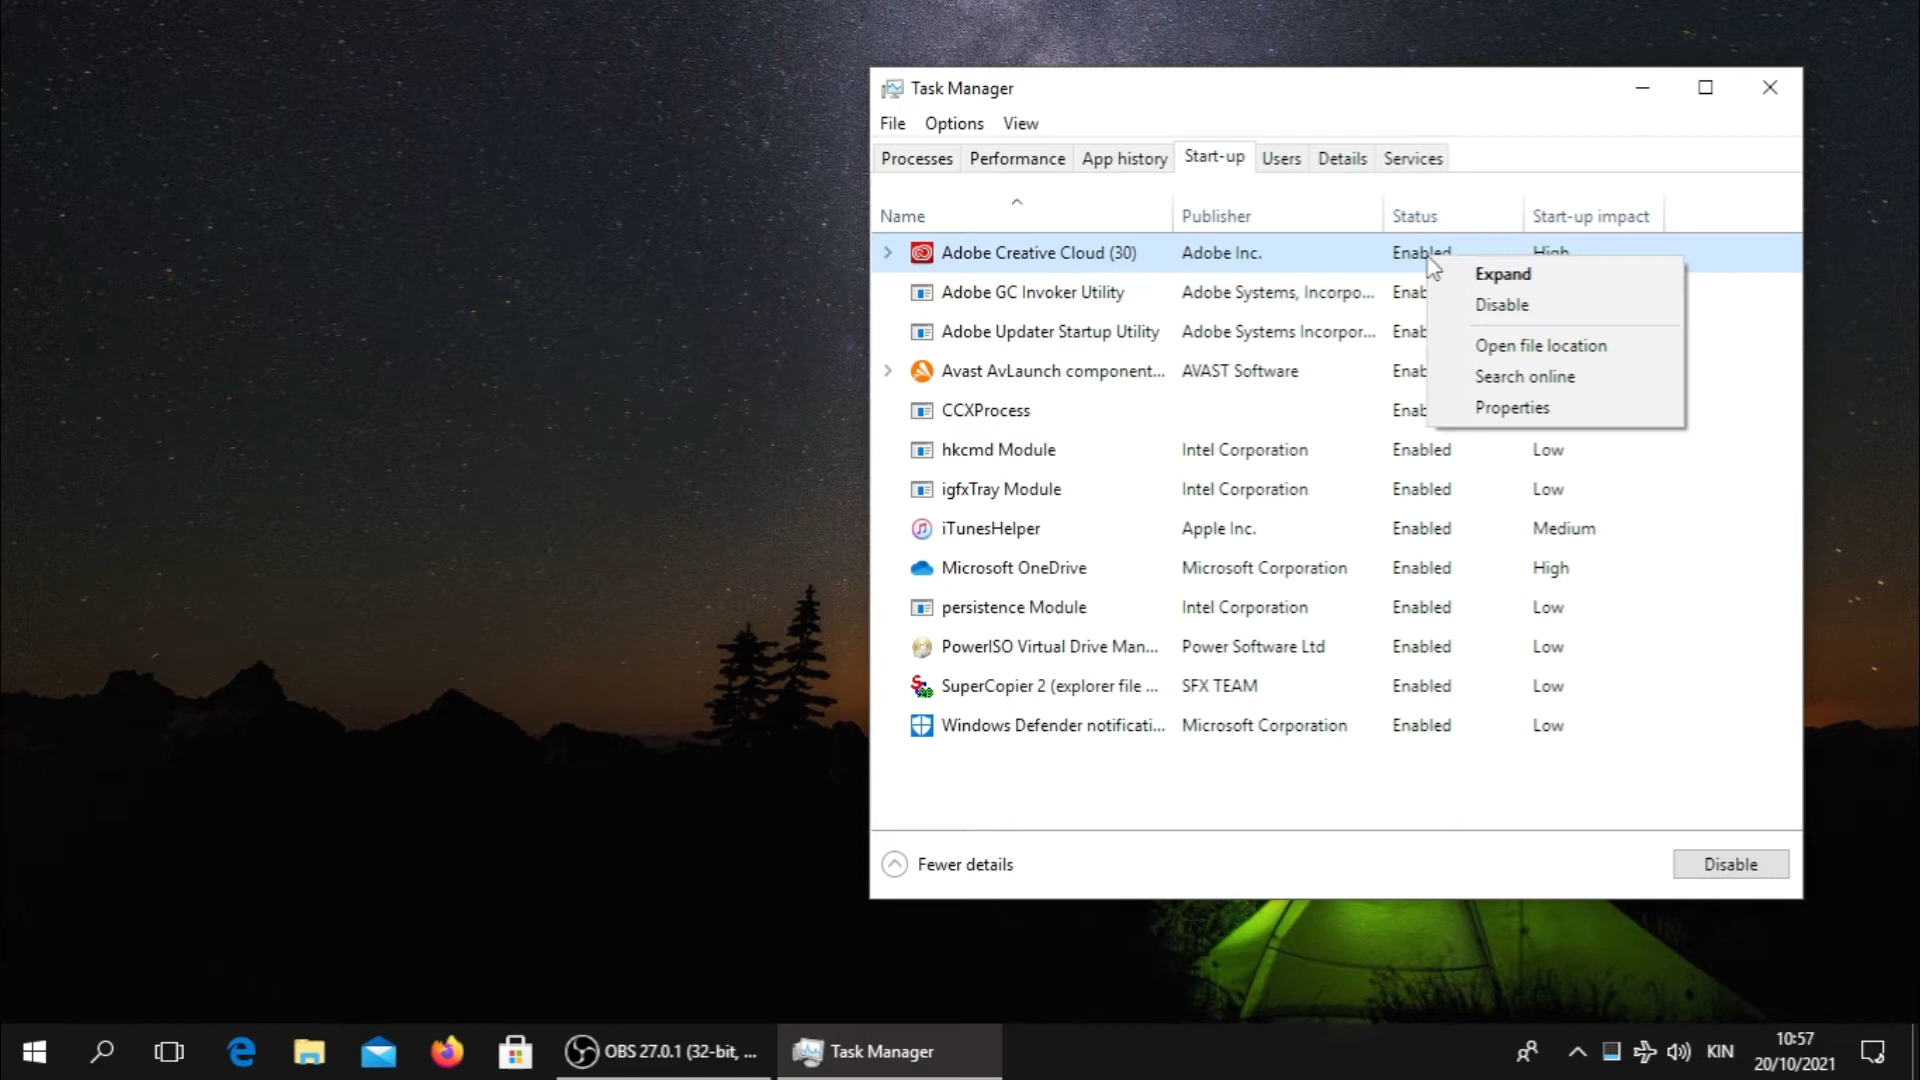 Task Manager
File Options View
Processes Performance App history Start-up Users Details Services
Name Publisher Status Start-up impact
Adobe Creative Cloud (30) Adobe Inc. Enabled High
Adobe GC Invoker Utility Adobe Systems, Incorpo... Enab
Adobe Updater Startup Utility Adobe Systems Incorpor... Enab
Avast AvLaunch component... AVAST Software Enab
CCXProcess Enab
hkcmd Module Intel Corporation Enabled Low
igfxTray Module Intel Corporation Enabled Low
iTunesHelper Apple Inc. Enabled Medium
Microsoft OneDrive Microsoft Corporation Enabled High
persistence Module Intel Corporation Enabled Low
PowerISO Virtual Drive Man... Power Software Ltd Enabled Low
SuperCopier 2 (explorer file ... SFX TEAM Enabled Low
Windows Defender notificati... Microsoft Corporation Enabled Low
Expand
Disable
Open file location
Search online
Properties
Fewer details Disable
OBS 27.0.1 (32-bit, ... Task Manager KIN 10:57
20/10/2021